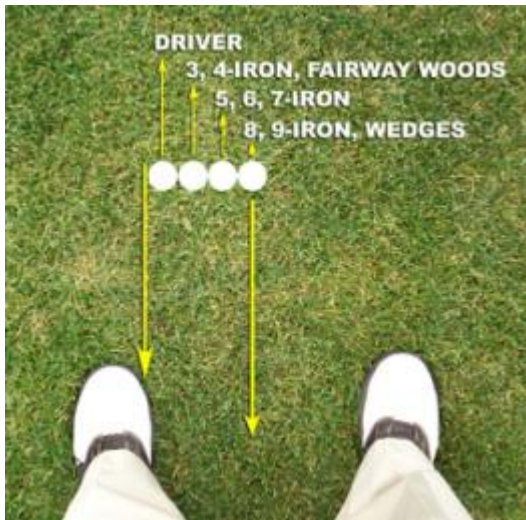 DRIVER
3, 4-IRON, FAIRWAY WOODS
5, 6, 7-IRON
8, 9-IRON, WEDGES